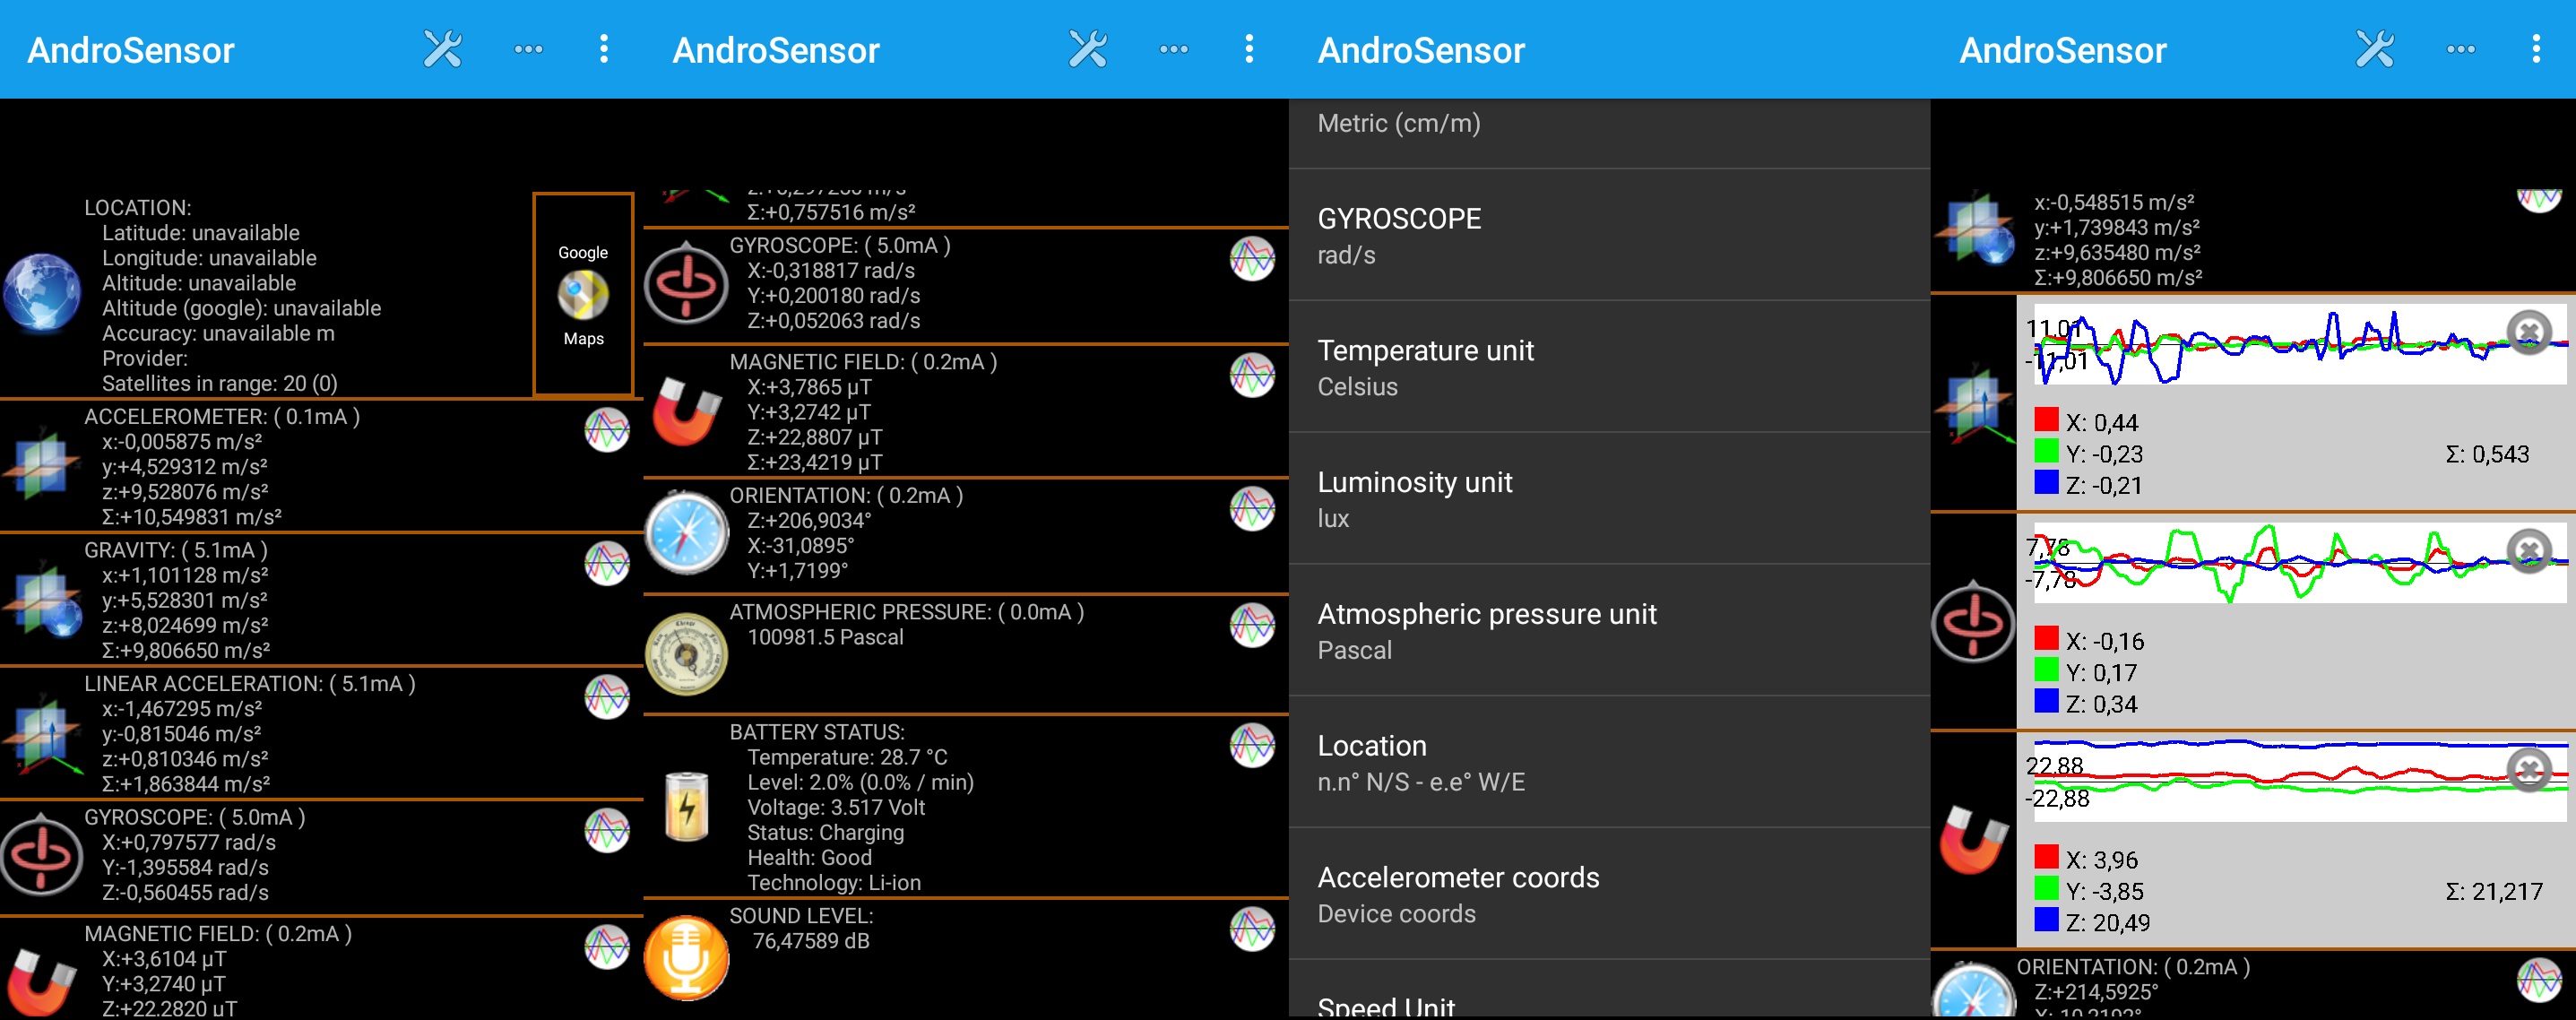 AndroSensor
LOCATION:
Latitude: unavailable
Longitude: unavailable
Altitude: unavailable
Altitude (google): unavailable
Accuracy: unavailable m
Provider:
Satellites in range: 20 (0)
Google
Maps
ACCELEROMETER: ( 0.1mA )
x:-0,005875 m/s²
y:+4,529312 m/s²
z:+9,528076 m/s²
Σ:+10,549831 m/s²
GRAVITY: ( 5.1mA )
x:+1,101128 m/s²
y:+5,528301 m/s²
z:+8,024699 m/s²
Σ:+9,806650 m/s²
LINEAR ACCELERATION: ( 5.1mA )
x:-1,467295 m/s²
y:-0,815046 m/s²
z:+0,810346 m/s²
Σ:+1,863844 m/s²
GYROSCOPE: ( 5.0mA )
X:+0,797577 rad/s
Y:-1,395584 rad/s
Z:-0,560455 rad/s
MAGNETIC FIELD: ( 0.2mA )
X:+3,6104 µT
Y:+3,2740 µT
Z:+22,2820 µT
AndroSensor
Σ:+0,757516 m/s²
GYROSCOPE: ( 5.0mA )
X:-0,318817 rad/s
Y:+0,200180 rad/s
Z:+0,052063 rad/s
MAGNETIC FIELD: ( 0.2mA )
X:+3,7865 µT
Y:+3,2742 µT
Z:+22,8807 µT
Σ:+23,4219 µT
ORIENTATION: ( 0.2mA )
Z:+206,9034°
X:-31,0895°
Y:+1,7199°
ATMOSPHERIC PRESSURE: ( 0.0mA )
100981.5 Pascal
BATTERY STATUS:
Temperature: 28.7 °C
Level: 2.0% (0.0% / min)
Voltage: 3.517 Volt
Status: Charging
Health: Good
Technology: Li-ion
SOUND LEVEL:
76,47589 dB
AndroSensor
Metric (cm/m)
GYROSCOPE
rad/s
Temperature unit
Celsius
Luminosity unit
lux
Atmospheric pressure unit
Pascal
Location
n.n° N/S - e.e° W/E
Accelerometer coords
Device coords
Speed Unit
AndroSensor
x:-0,548515 m/s²
y:+1,739843 m/s²
z:+9,635480 m/s²
Σ:+9,806650 m/s²
11,01
-11,01
X: 0,44
Y: -0,23
Σ: 0,543
Z: -0,21
7,78
-7,78
X: -0,16
Y: 0,17
Z: 0,34
22,88
-22,88
X: 3,96
Y: -3,85
Σ: 21,217
Z: 20,49
ORIENTATION: ( 0.2mA )
Z:+214,5925°